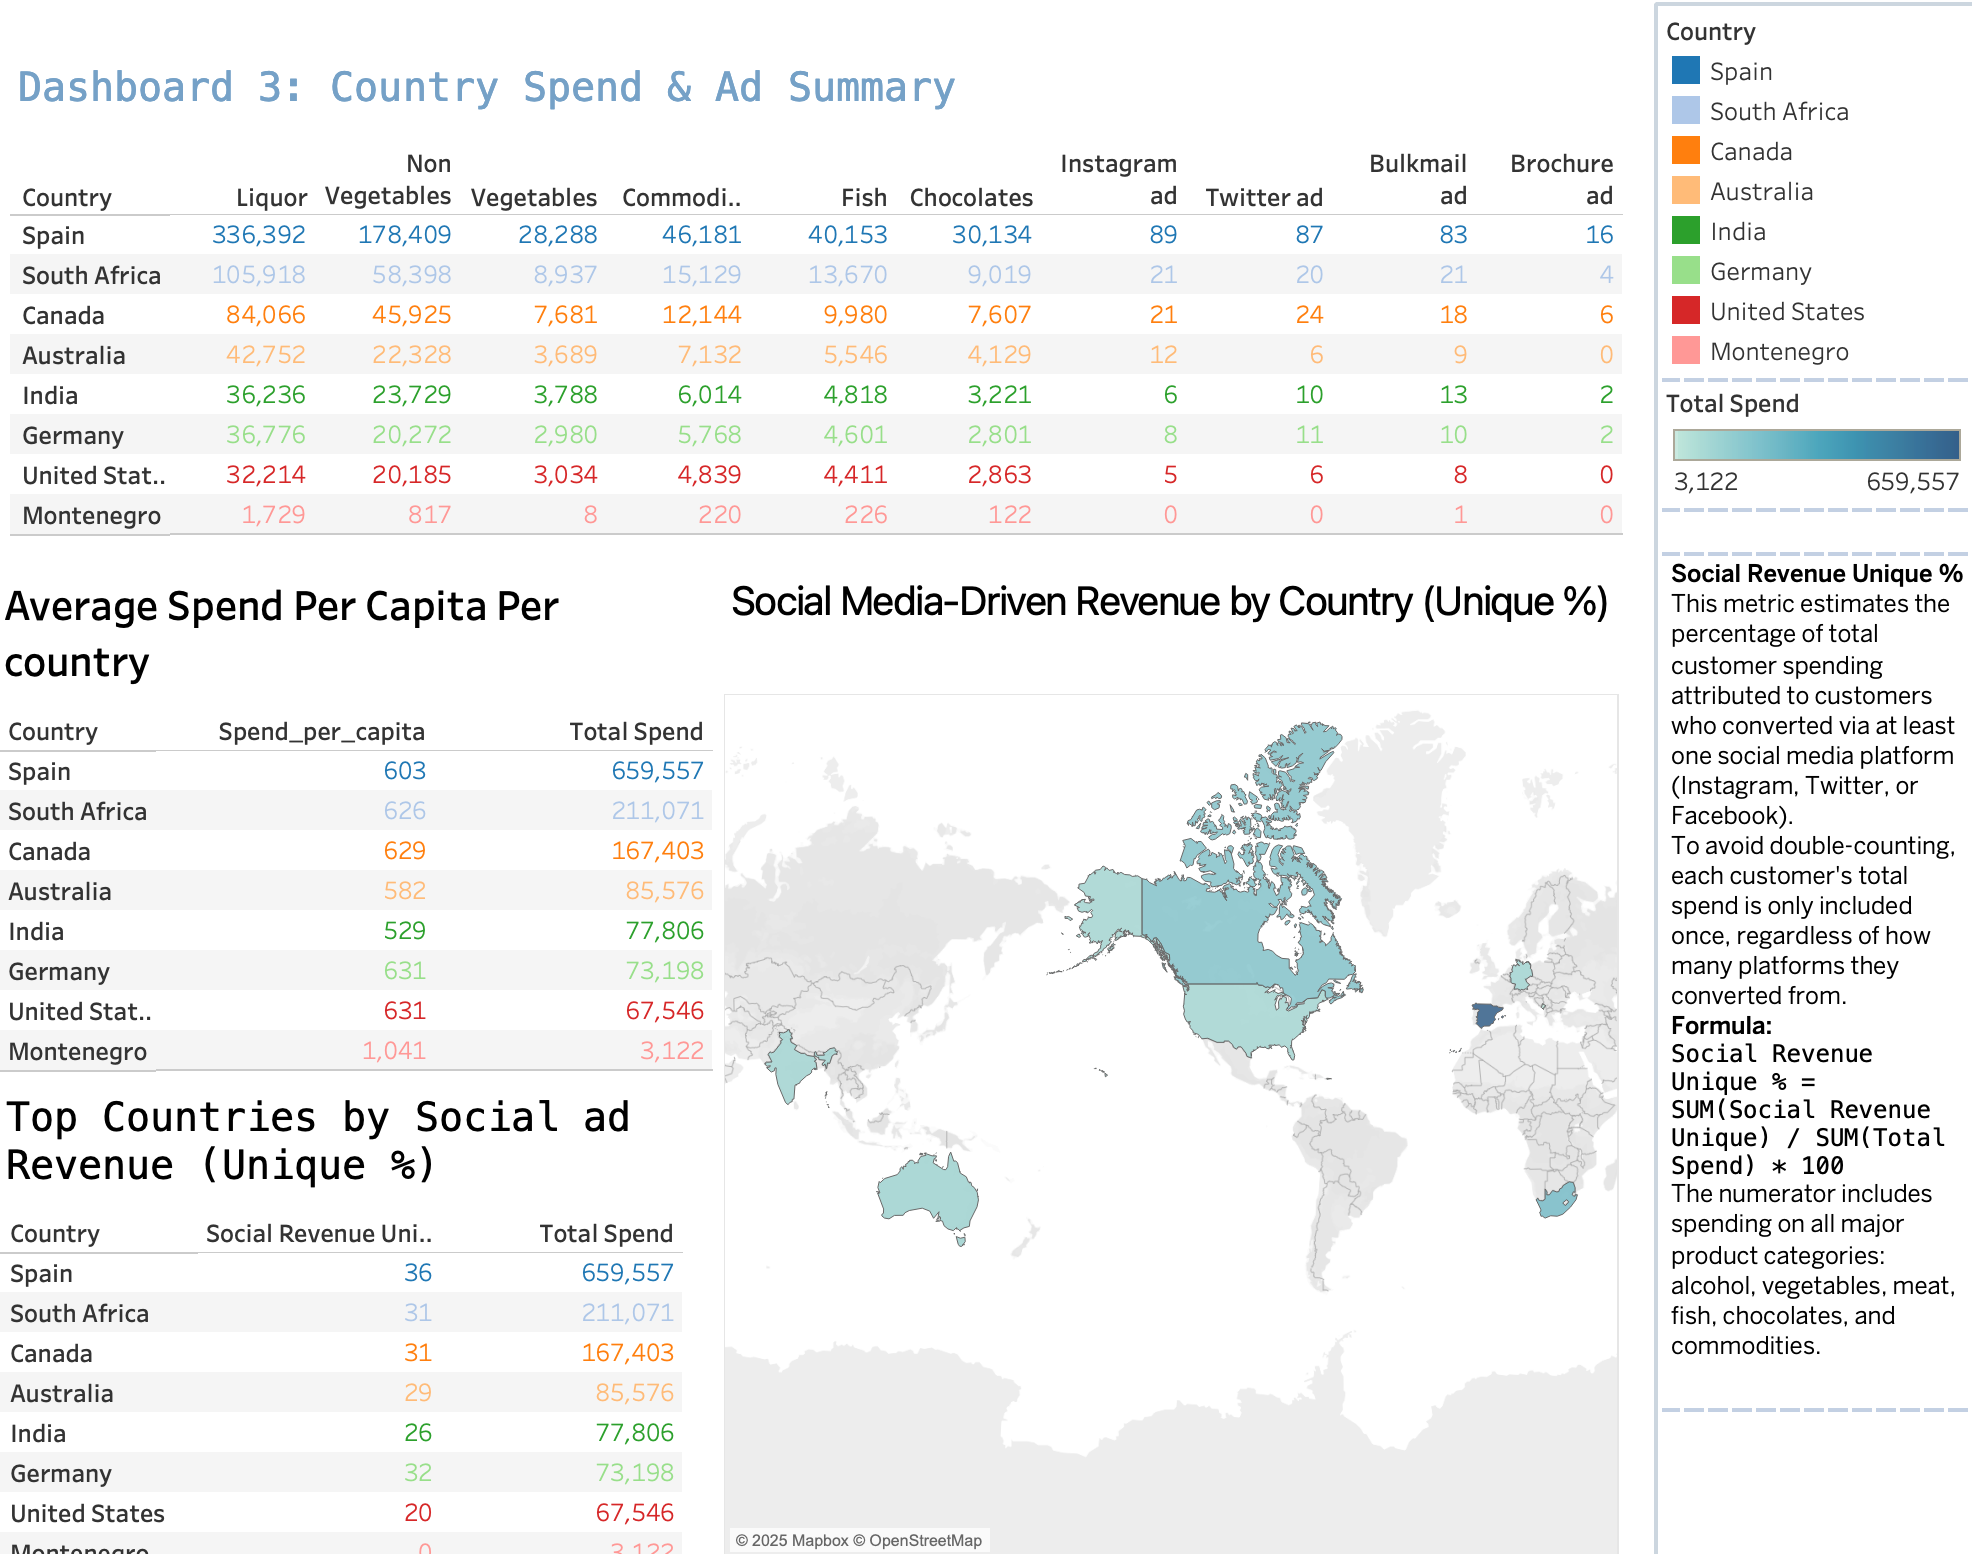 Dashboard 3: Country Spend & Ad Summary
Country Liquor Non Vegetables Vegetables Commodi.. Fish Chocolates Instagram ad Twitter ad Bulkmail ad Brochure ad
Spain 336,392 178,409 28,288 46,181 40,153 30,134 89 87 83 16
South Africa 105,918 58,398 8,937 15,129 13,670 9,019 21 20 21 4
Canada 84,066 45,925 7,681 12,144 9,980 7,607 21 24 18 6
Australia 42,752 22,328 3,689 7,132 5,546 4,129 12 6 9 0
India 36,236 23,729 3,788 6,014 4,818 3,221 6 10 13 2
Germany 36,776 20,272 2,980 5,768 4,601 2,801 8 11 10 2
United Stat.. 32,214 20,185 3,034 4,839 4,411 2,863 5 6 8 0
Montenegro 1,729 817 8 220 226 122 0 0 1 0
Average Spend Per Capita Per
country
Country Spend_per_capita Total Spend
Spain 603 659,557
South Africa 626 211,071
Canada 629 167,403
Australia 582 85,576
India 529 77,806
Germany 631 73,198
United Stat.. 631 67,546
Montenegro 1,041 3,122
Top Countries by Social ad
Revenue (Unique %)
Country Social Revenue Uni.. Total Spend
Spain 36 659,557
South Africa 31 211,071
Canada 31 167,403
Australia 29 85,576
India 26 77,806
Germany 32 73,198
United States 20 67,546
Montenegro 0 3,122
Social Media-Driven Revenue by Country (Unique %)
© 2025 Mapbox © OpenStreetMap
Country
Spain
South Africa
Canada
Australia
India
Germany
United States
Montenegro
Total Spend
3,122 659,557
Social Revenue Unique %
This metric estimates the
percentage of total
customer spending
attributed to customers
who converted via at least
one social media platform
(Instagram, Twitter, or
Facebook).
To avoid double-counting,
each customer's total
spend is only included
once, regardless of how
many platforms they
converted from.
Formula:
Social Revenue
Unique % =
SUM(Social Revenue
Unique) / SUM(Total
Spend) * 100
The numerator includes
spending on all major
product categories:
alcohol, vegetables, meat,
fish, chocolates, and
commodities.